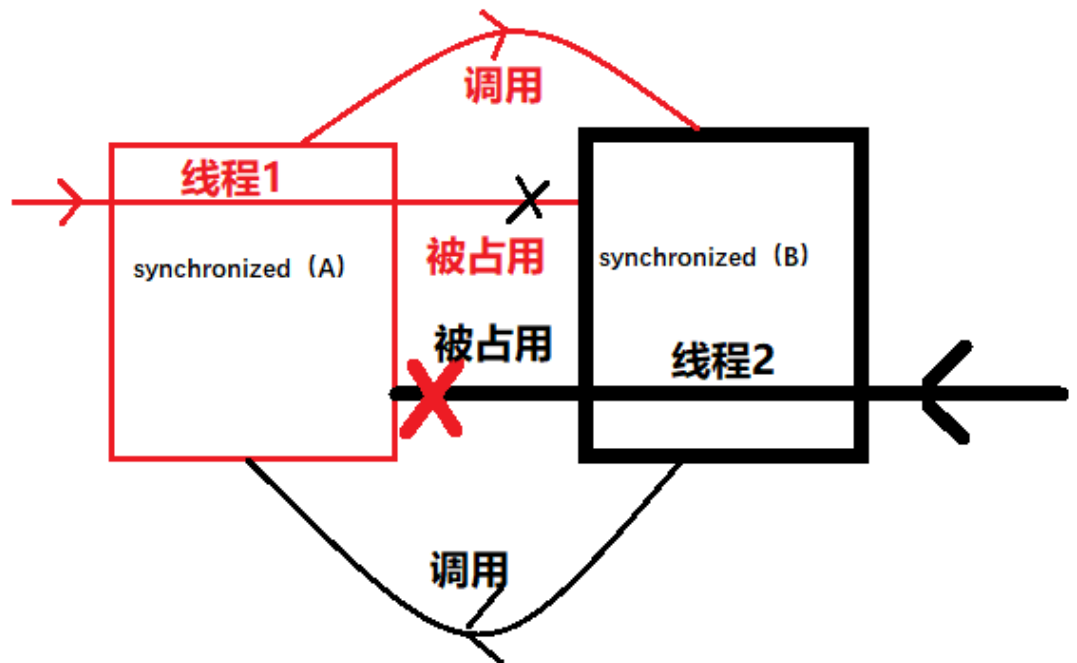 调用
线程1
被占用
synchronized（A）
synchronized（B）
被占用
线程2
调用